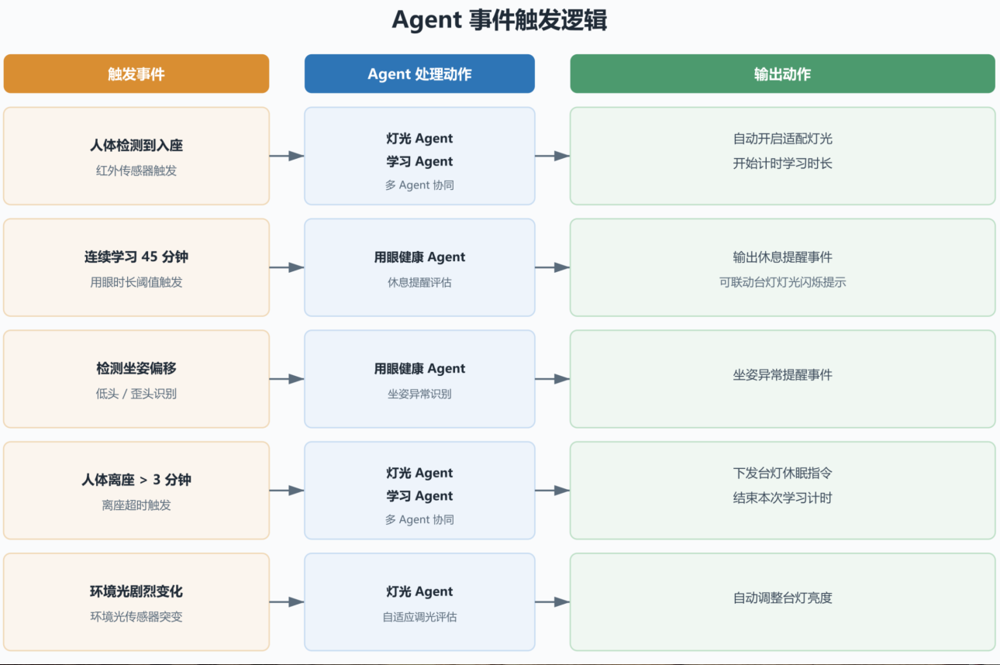 Agent 事件触发逻辑
触发事件
Agent 处理动作
输出动作
人体检测到入座
红外传感器触发
灯光 Agent
学习 Agent
多 Agent 协同
自动开启适配灯光
开始计时学习时长
连续学习 45 分钟
用眼时长阈值触发
用眼健康 Agent
休息提醒评估
输出休息提醒事件
可联动台灯灯光闪烁提示
检测坐姿偏移
低头 / 歪头识别
用眼健康 Agent
坐姿异常识别
坐姿异常提醒事件
人体离座 > 3 分钟
离座超时触发
灯光 Agent
学习 Agent
多 Agent 协同
下发台灯休眠指令
结束本次学习计时
环境光剧烈变化
环境光传感器突变
灯光 Agent
自适应调光评估
自动调整台灯亮度